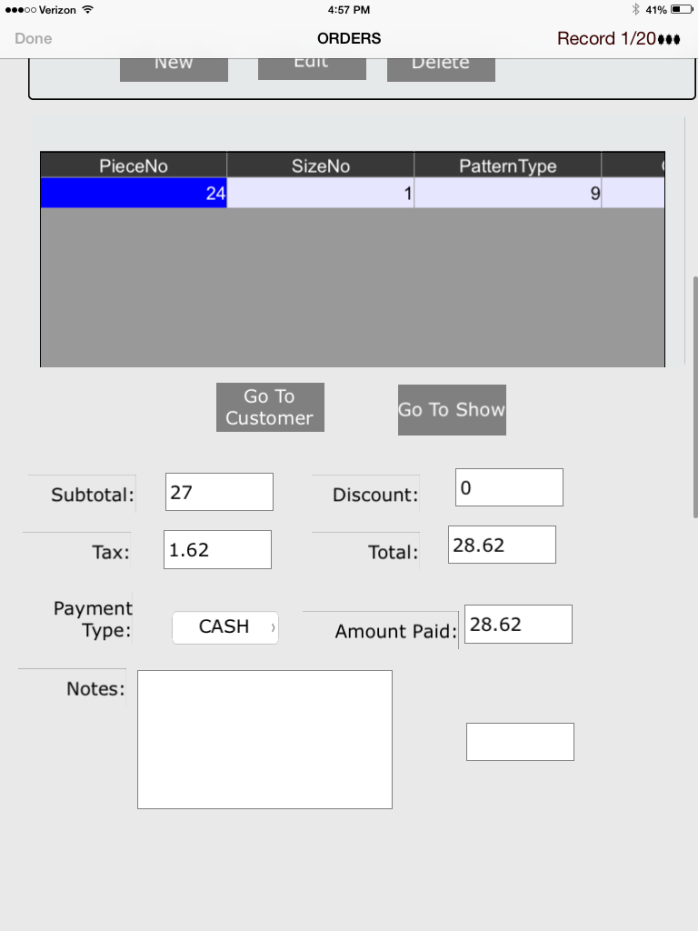 Verizon 4:57 PM 41%
Done ORDERS Record 1/20
New Edit Delete
PieceNo SizeNo PatternType
24 1 9
Go To
Customer
Go To Show
Subtotal: 27 Discount: 0
Tax: 1.62 Total: 28.62
Payment
Type: CASH Amount Paid: 28.62
Notes: